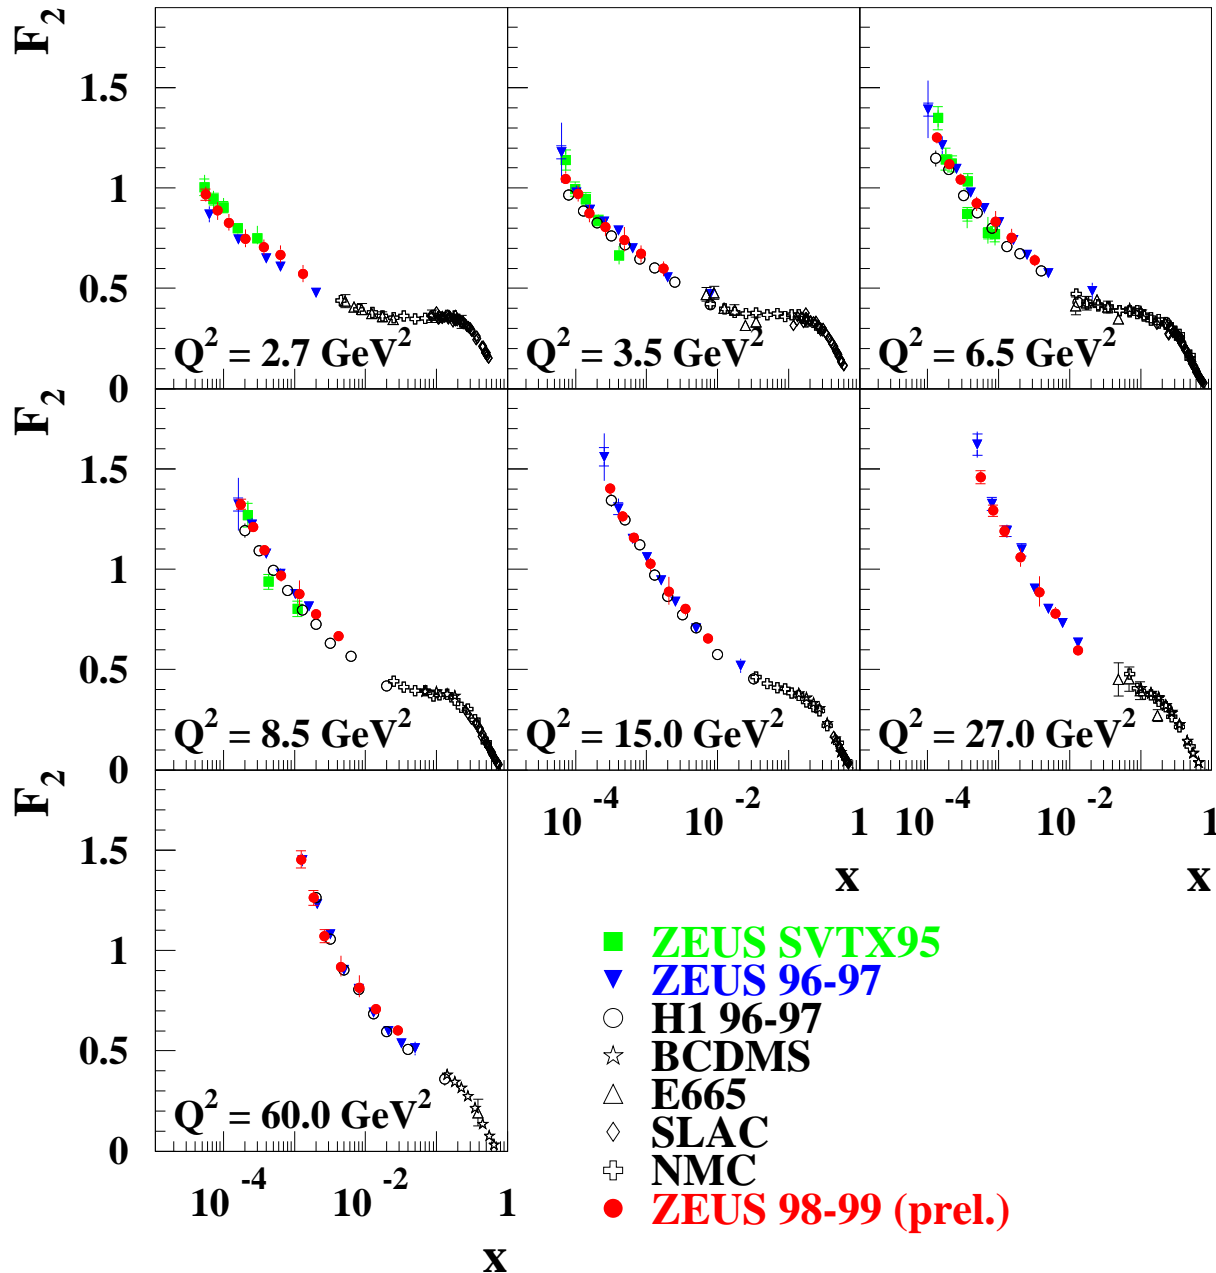 F2
1.5
1
0.5
0
Q2 = 2.7 GeV2
Q2 = 3.5 GeV2
Q2 = 6.5 GeV2
F2
1.5
1
0.5
0
Q2 = 8.5 GeV2
Q2 = 15.0 GeV2
Q2 = 27.0 GeV2
10-4 10-2 1
x
10-4 10-2 1
x
F2
1.5
1
0.5
0
Q2 = 60.0 GeV2
10-4 10-2 1
x
ZEUS SVTX95
ZEUS 96-97
H1 96-97
BCDMS
E665
SLAC
NMC
ZEUS 98-99 (prel.)